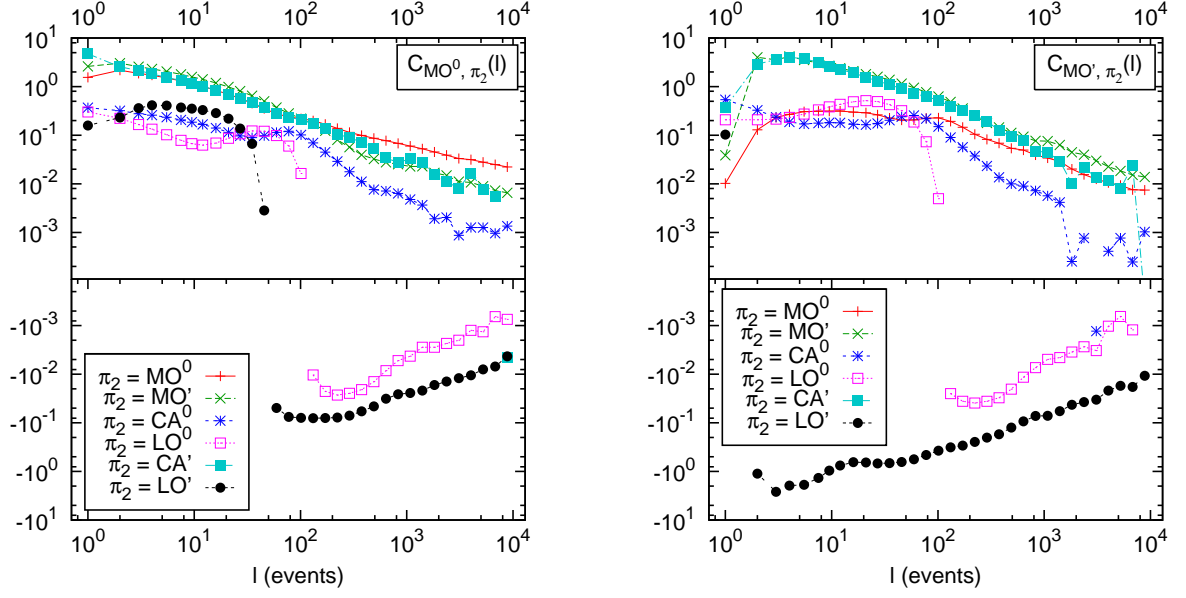 10^0 10^1 10^2 10^3 10^4
10^1
10^0
10^-1
10^-2
10^-3
-10^-3
-10^-2
-10^-1
-10^0
-10^1
C_MO^0, π_2(l)
π_2 = MO^0
π_2 = MO'
π_2 = CA^0
π_2 = LO^0
π_2 = CA'
π_2 = LO'
10^0 10^1 10^2 10^3 10^4
l (events)
10^0 10^1 10^2 10^3 10^4
10^1
10^0
10^-1
10^-2
10^-3
-10^-3
-10^-2
-10^-1
-10^0
-10^1
C_MO', π_2(l)
π_2 = MO^0
π_2 = MO'
π_2 = CA^0
π_2 = LO^0
π_2 = CA'
π_2 = LO'
10^0 10^1 10^2 10^3 10^4
l (events)